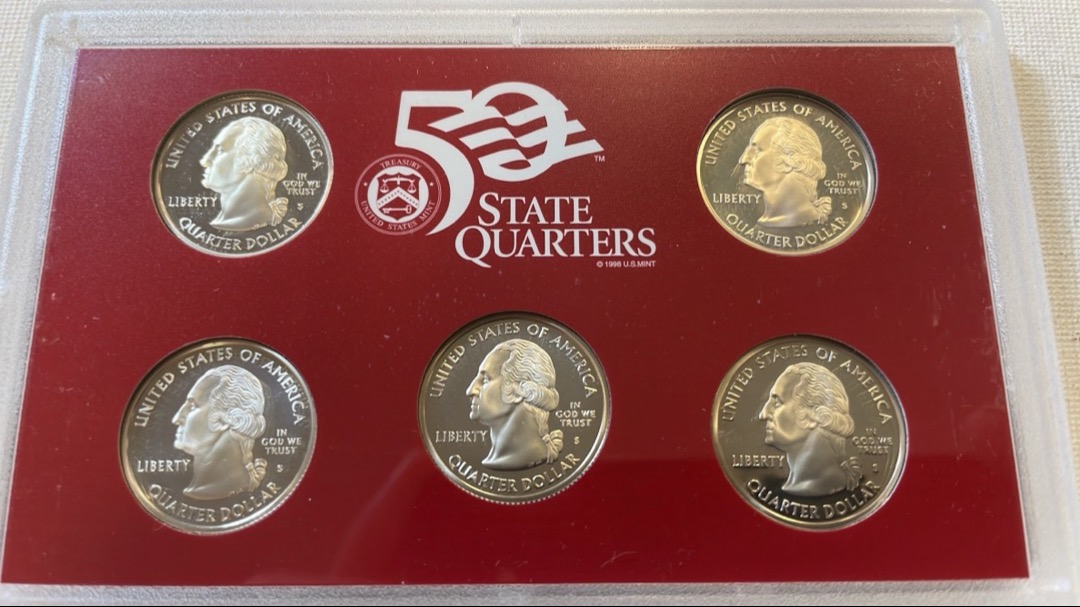 UNITED STATES OF AMERICA
LIBERTY
IN
GOD WE
TRUST
S
QUARTER DOLLAR
50
TM
TREASURY
UNITED STATES MINT
STATE
QUARTERS
© 1998 U.S. MINT
UNITED STATES OF AMERICA
LIBERTY
IN
GOD WE
TRUST
S
QUARTER DOLLAR
UNITED STATES OF AMERICA
LIBERTY
IN
GOD WE
TRUST
S
QUARTER DOLLAR
UNITED STATES OF AMERICA
LIBERTY
IN
GOD WE
TRUST
S
QUARTER DOLLAR
UNITED STATES OF AMERICA
LIBERTY
IN
GOD WE
TRUST
S
QUARTER DOLLAR